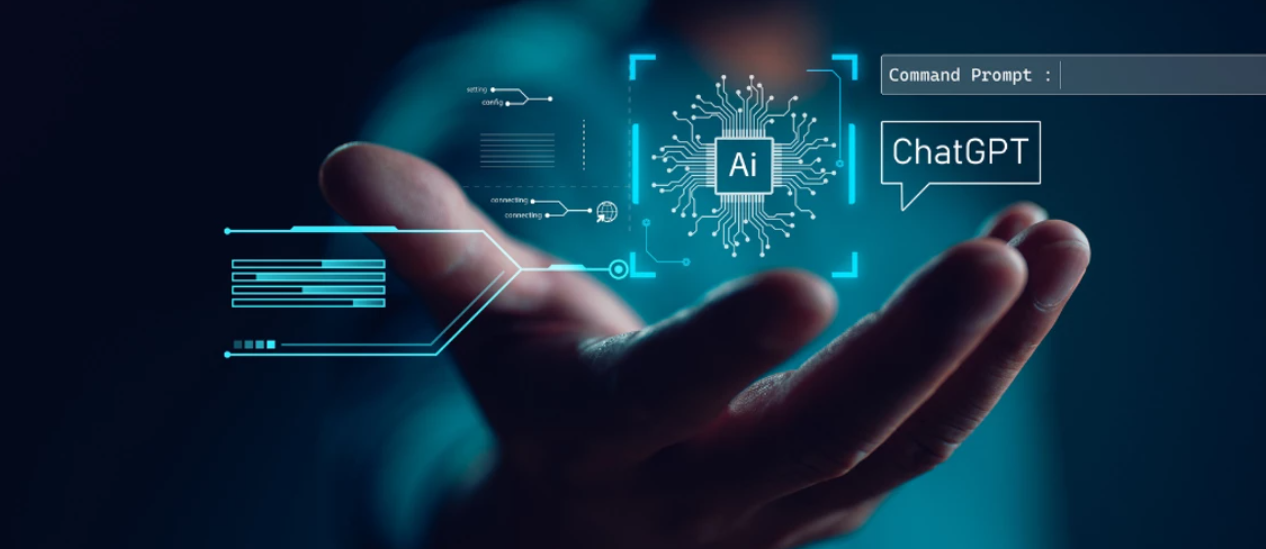 Command Prompt :
setting
config
Ai
ChatGPT
connecting
connecting